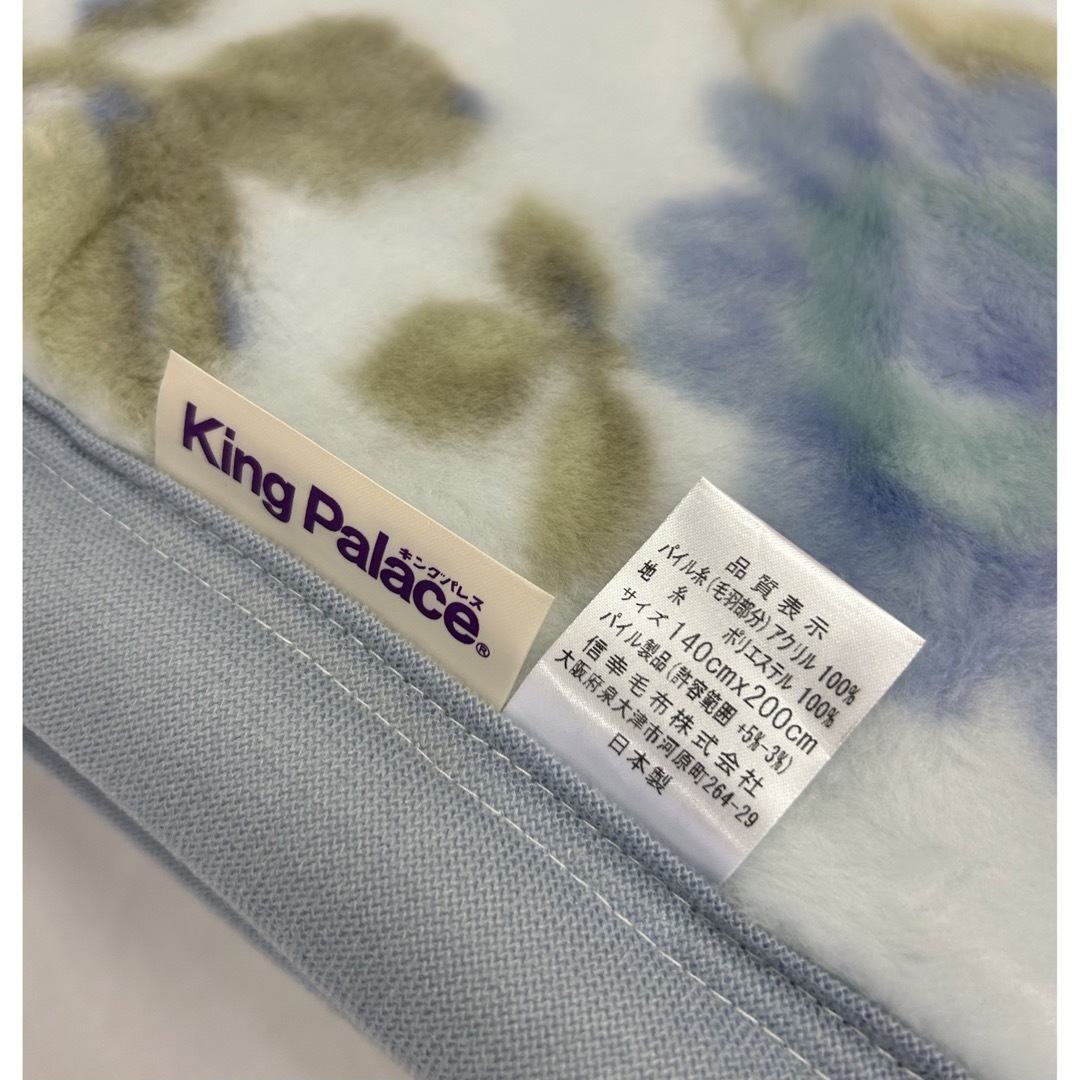 King Palace®
キングパレス
品質表示
パイル糸(毛羽部分)アクリル 100%
地 糸 ポリエステル 100%
サイズ 140cmx200cm
パイル製品(許容範囲 +5%-3%)
信幸毛布株式会社
大阪府泉大津市河原町264-29
日本製